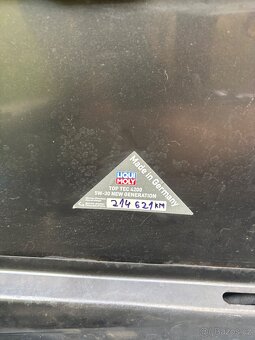 Made in Germany
LIQUI
MOLY
TOP TEC 4200
5W-30 NEW GENERATION
214 621 KM